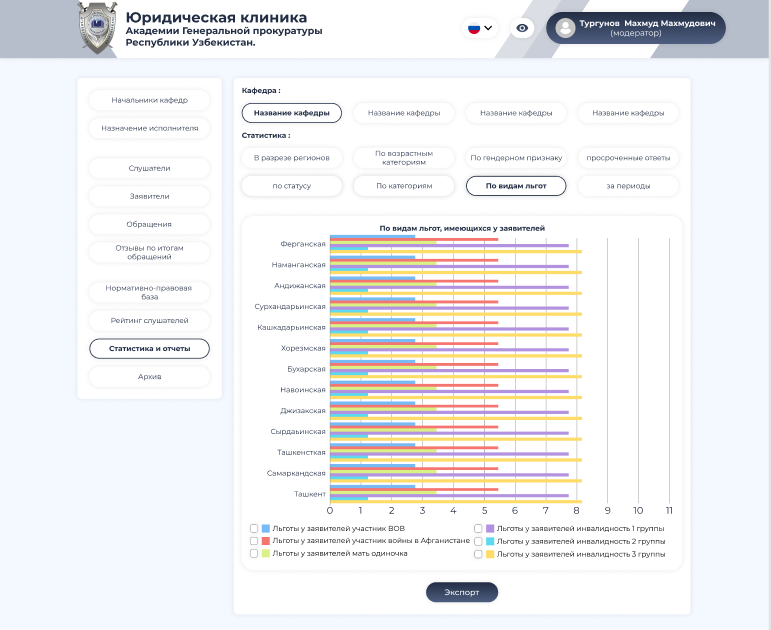 Юридическая клиника
Академии Генеральной прокуратуры
Республики Узбекистан.
Тургунов Махмуд Махмудович
(модератор)
Начальники кафедр
Назначение исполнителя
Слушатели
Заявители
Обращения
Отзывы по итогам
обращений
Нормативно-правовая
база
Рейтинг слушателей
Статистика и отчеты
Архив
Кафедра :
Название кафедры
Название кафедры
Название кафедры
Название кафедры
Статистика :
В разрезе регионов
По возрастным
категориям
По гендерном признаку
просроченные ответы
по статусу
По категориям
По видам льгот
за периоды
По видам льгот, имеющихся у заявителей
Ферганская
Наманганская
Андижанская
Сурхандарьинская
Кашкадарьинская
Хорезмская
Бухарская
Навоинская
Джизакская
Сырдаьинская
Ташкенсткая
Самаркандская
Ташкент
0 1 2 3 4 5 6 7 8 9 10 11
Льготы у заявителей участник ВОВ
Льготы у заявителей участник войны в Афганистане
Льготы у заявителей мать одиночка
Льготы у заявителей инвалидность 1 группы
Льготы у заявителей инвалидность 2 группы
Льготы у заявителей инвалидность 3 группы
Экспорт